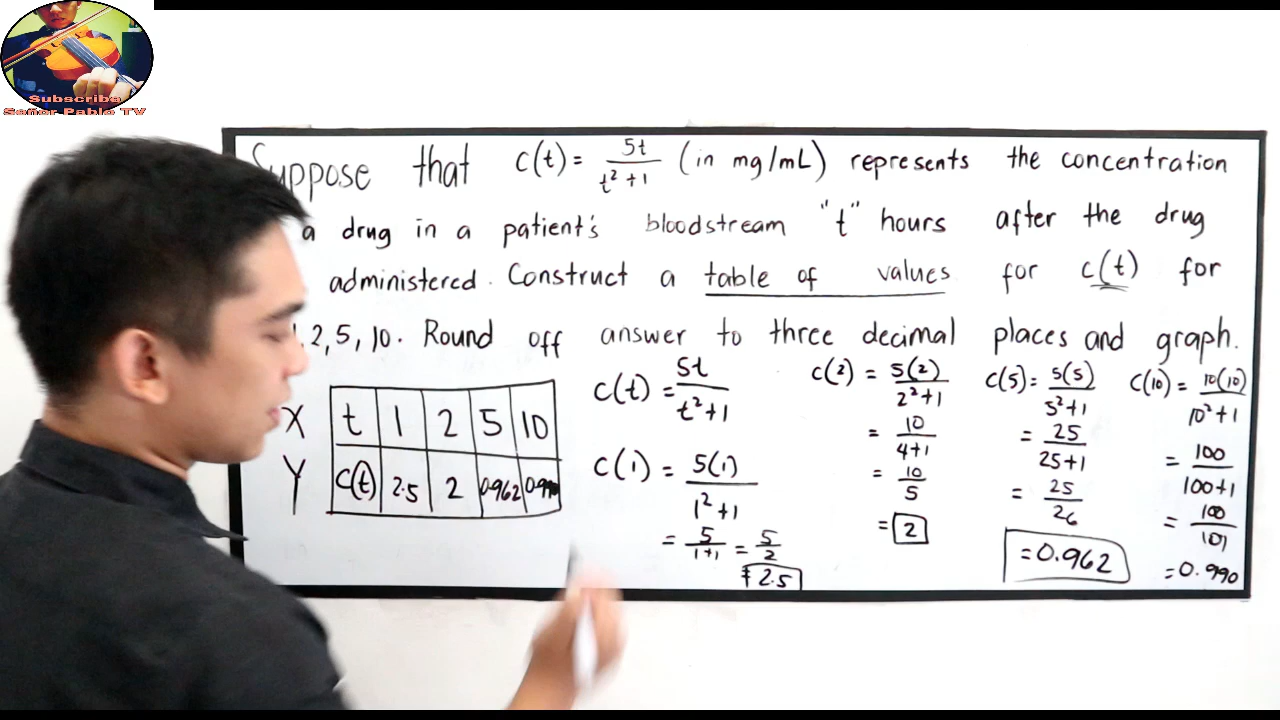 Subscribe
Señor Pablo TV
Suppose that c(t) = 5t/t²+1 (in mg/mL) represents the concentration
a drug in a patient's bloodstream "t" hours after the drug
administered. Construct a table of values for c(t) for
2, 5, 10. Round off answer to three decimal places and graph.
X t 1 2 5 10
Y c(t) 2.5 2 0.962
c(t) = 5t/t²+1
c(1) = 5(1)/1²+1
= 5/1+1 = 5/2
= 2.5
c(2) = 5(2)/2²+1
= 10/4+1
= 10/5
= 2
c(5) = 5(5)/5²+1
= 25/25+1
= 25/26
= 0.962
c(10) = 10(10)/10²+1
= 100/100+1
= 100/101
= 0.990